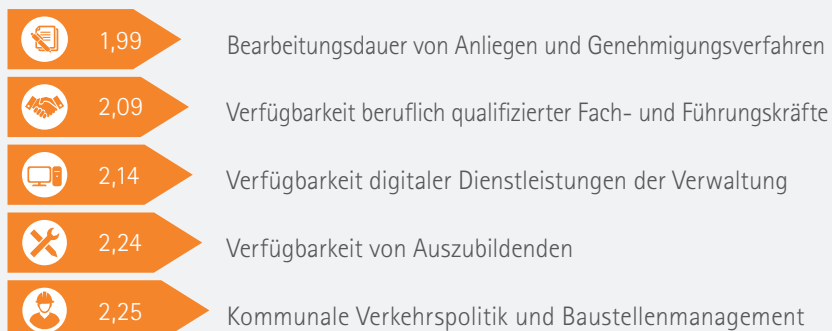 1,99 Bearbeitungsdauer von Anliegen und Genehmigungsverfahren
2,09 Verfügbarkeit beruflich qualifizierter Fach- und Führungskräfte
2,14 Verfügbarkeit digitaler Dienstleistungen der Verwaltung
2,24 Verfügbarkeit von Auszubildenden
2,25 Kommunale Verkehrspolitik und Baustellenmanagement